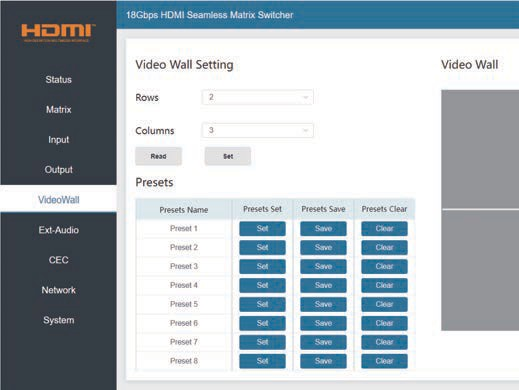 18Gbps HDMI Seamless Matrix Switcher
HDMI
HIGH-DEFINITION MULTIMEDIA INTERFACE
Status
Matrix
Input
Output
VideoWall
Ext-Audio
CEC
Network
System
Video Wall Setting
Rows 2
Columns 3
Read Set
Presets
Presets Name Presets Set Presets Save Presets Clear
Preset 1 Set Save Clear
Preset 2 Set Save Clear
Preset 3 Set Save Clear
Preset 4 Set Save Clear
Preset 5 Set Save Clear
Preset 6 Set Save Clear
Preset 7 Set Save Clear
Preset 8 Set Save Clear
Video Wall